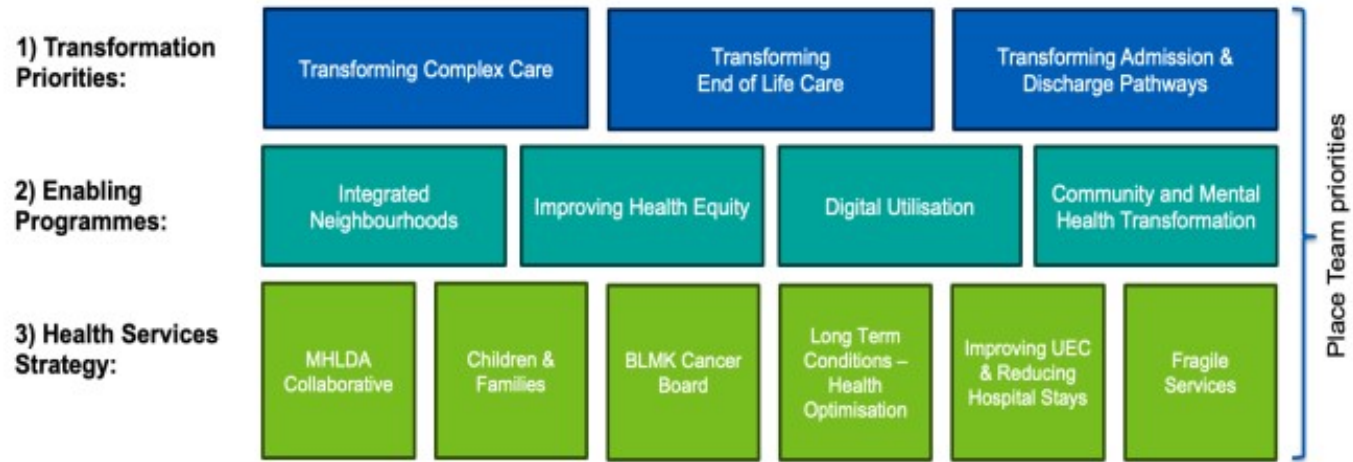 1) Transformation
Priorities:
Transforming Complex Care
Transforming
End of Life Care
Transforming Admission &
Discharge Pathways
2) Enabling
Programmes:
Integrated
Neighbourhoods
Improving Health Equity
Digital Utilisation
Community and Mental
Health Transformation
3) Health Services
Strategy:
MHLDA
Collaborative
Children &
Families
BLMK Cancer
Board
Long Term
Conditions –
Health
Optimisation
Improving UEC
& Reducing
Hospital Stays
Fragile
Services
Place Team priorities